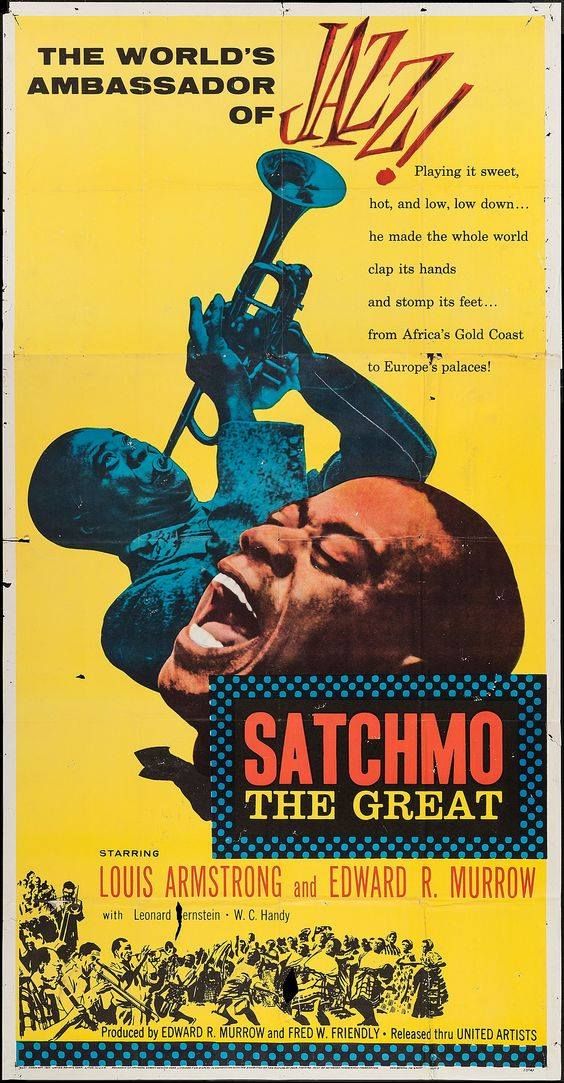 THE WORLD'S
AMBASSADOR
OF JAZZ!
Playing it sweet,
hot, and low, low down...
he made the whole world
clap its hands
and stomp its feet...
from Africa's Gold Coast
to Europe's palaces!
SATCHMO
THE GREAT
STARRING
LOUIS ARMSTRONG and EDWARD R. MURROW
with Leonard ernstein · W. C. Handy
Produced by EDWARD R. MURROW and FRED W. FRIENDLY · Released thru UNITED ARTISTS